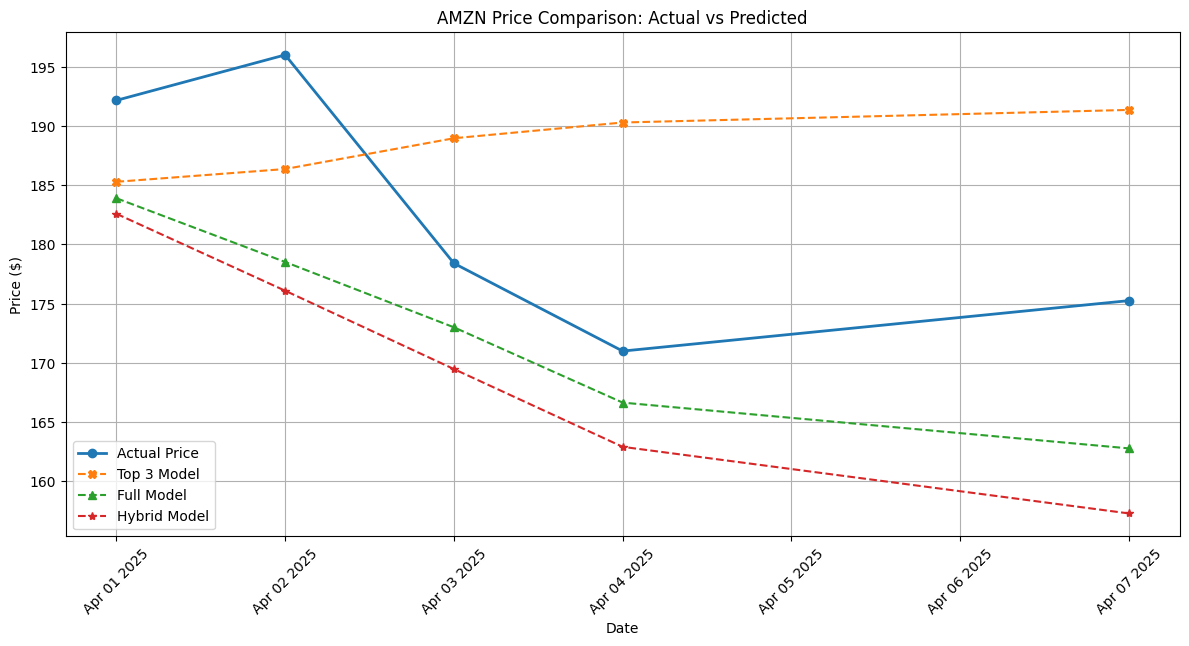 AMZN Price Comparison: Actual vs Predicted
Price ($)
195
190
185
180
175
170
165
160
Actual Price
Top 3 Model
Full Model
Hybrid Model
Apr 01 2025
Apr 02 2025
Apr 03 2025
Apr 04 2025
Apr 05 2025
Apr 06 2025
Apr 07 2025
Date